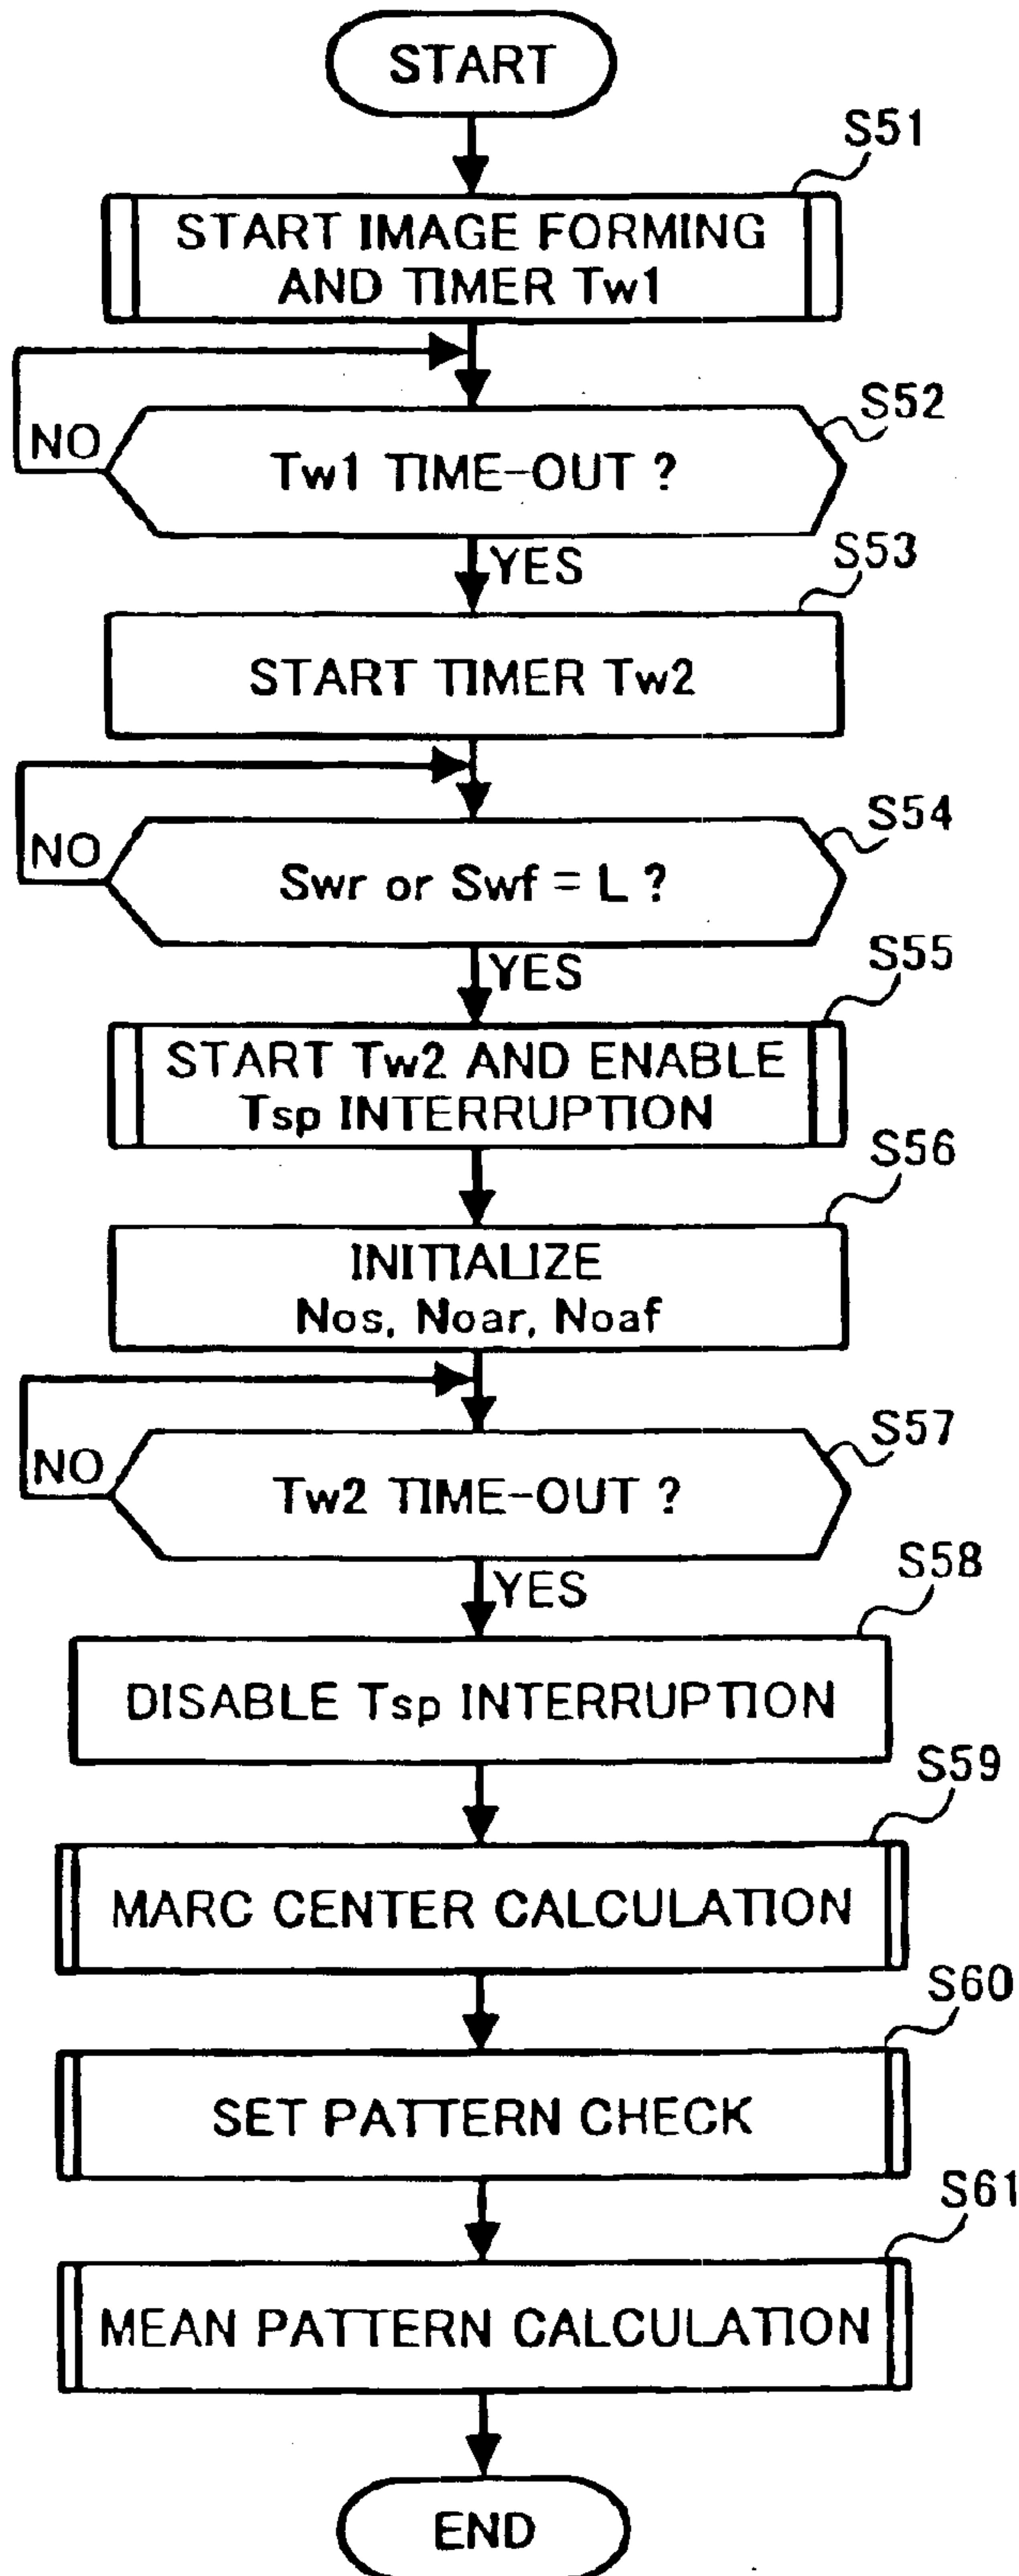 START
S51
START IMAGE FORMING
AND TIMER Tw1
S52
NO
Tw1 TIME-OUT ?
YES
S53
START TIMER Tw2
S54
NO
Swr or Swf = L ?
YES
S55
START Tw2 AND ENABLE
Tsp INTERRUPTION
S56
INITIALIZE
Nos, Noar, Noaf
S57
NO
Tw2 TIME-OUT ?
YES
S58
DISABLE Tsp INTERRUPTION
S59
MARC CENTER CALCULATION
S60
SET PATTERN CHECK
S61
MEAN PATTERN CALCULATION
END